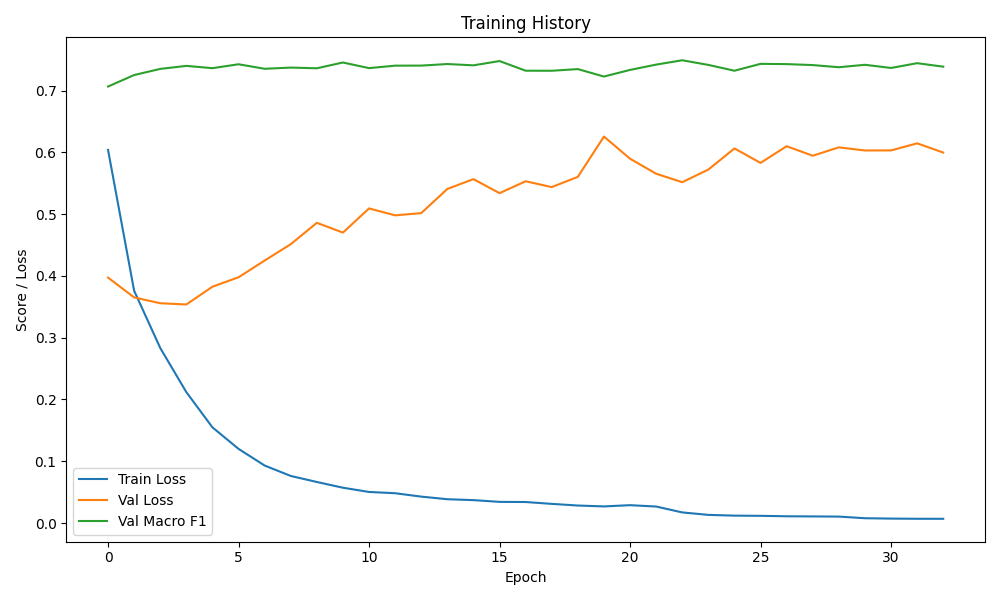 Training History
Score / Loss
0.7
0.6
0.5
0.4
0.3
0.2
0.1
0.0
Train Loss
Val Loss
Val Macro F1
0 5 10 15 20 25 30
Epoch